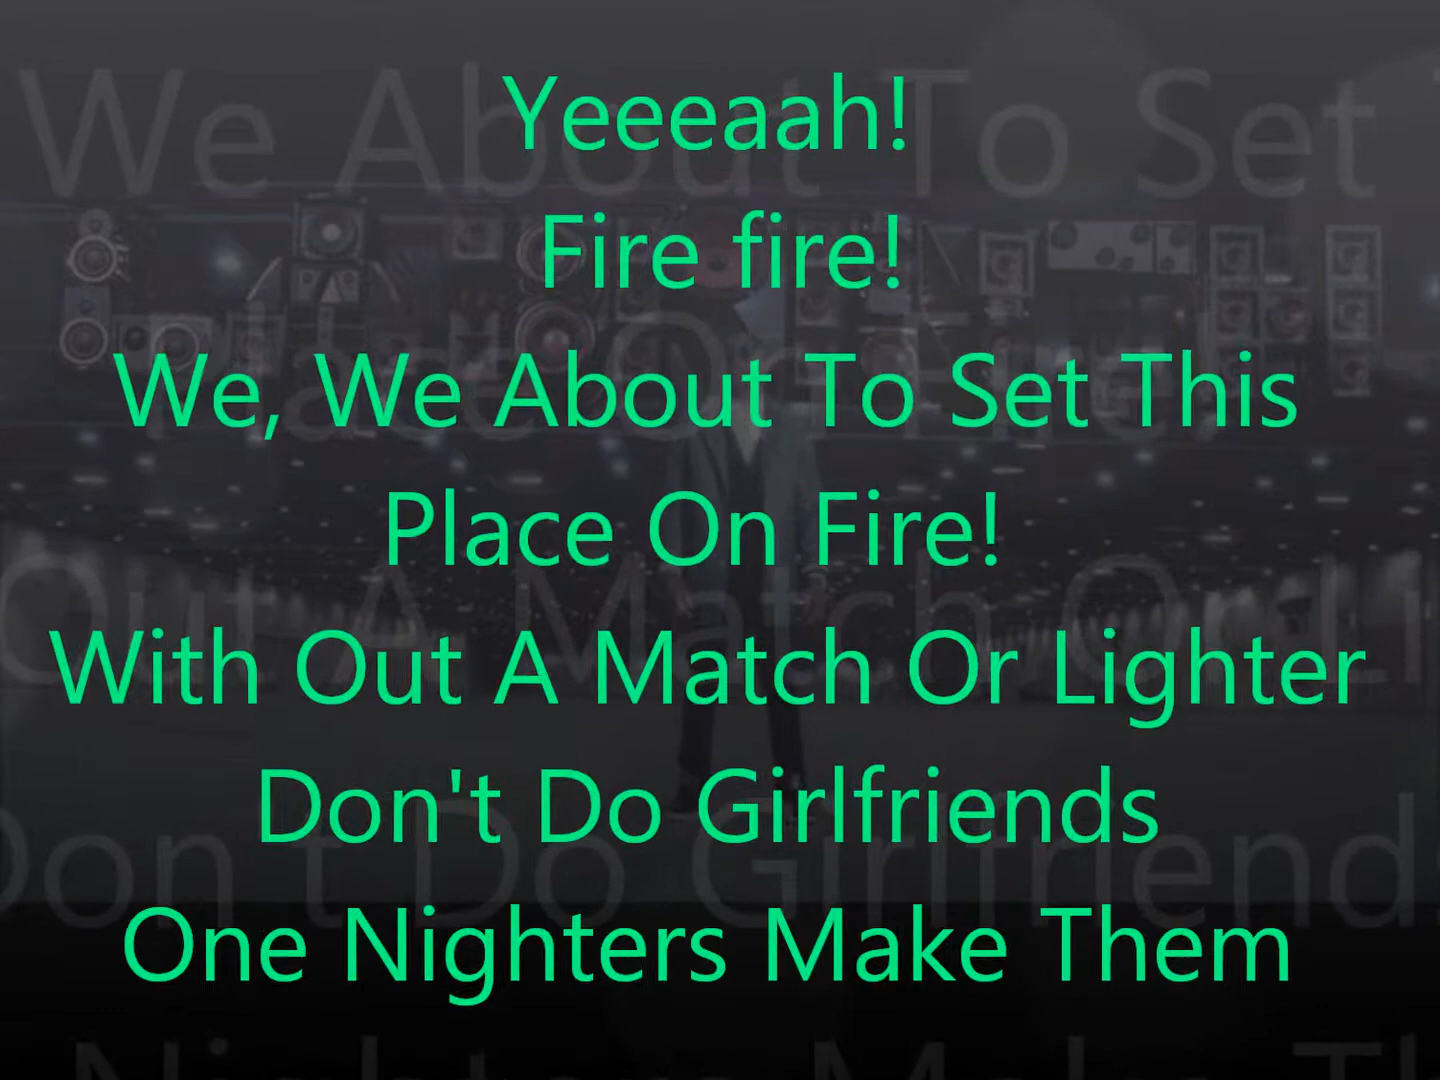 Yeeeaah!
Fire fire!
We, We About To Set This
Place On Fire!
With Out A Match Or Lighter
Don't Do Girlfriends
One Nighters Make Them